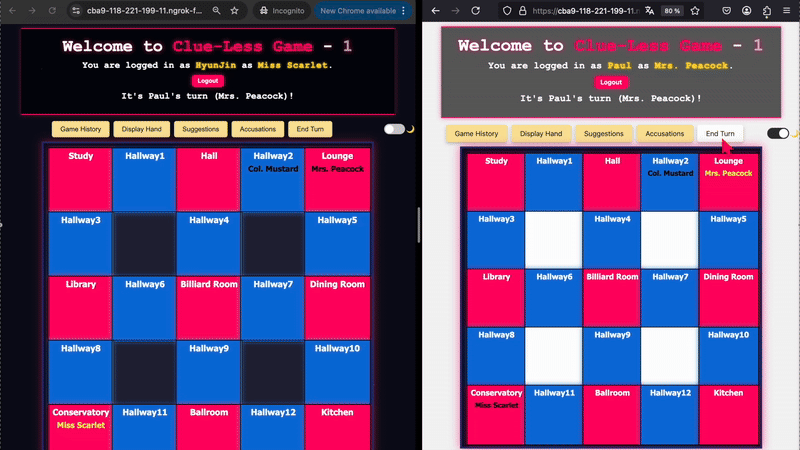 cba9-118-221-199-11.ngrok-f...
Incognito
New Chrome available
Welcome to Clue-Less Game - 1
You are logged in as HyunJin as Miss Scarlet.
Logout
It's Paul's turn (Mrs. Peacock)!
Game History
Display Hand
Suggestions
Accusations
End Turn
Study
Hallway1
Hall
Hallway2
Lounge
Col. Mustard
Mrs. Peacock
Hallway3
Hallway4
Hallway5
Library
Hallway6
Billiard Room
Hallway7
Dining Room
Hallway8
Hallway9
Hallway10
Conservatory
Hallway11
Ballroom
Hallway12
Kitchen
Miss Scarlet
https://cba9-118-221-199-11.n
80 %
Welcome to Clue-Less Game - 1
You are logged in as Paul as Mrs. Peacock.
Logout
It's Paul's turn (Mrs. Peacock)!
Game History
Display Hand
Suggestions
Accusations
End Turn
Study
Hallway1
Hall
Hallway2
Lounge
Col. Mustard
Mrs. Peacock
Hallway3
Hallway4
Hallway5
Library
Hallway6
Billiard Room
Hallway7
Dining Room
Hallway8
Hallway9
Hallway10
Conservatory
Hallway11
Ballroom
Hallway12
Kitchen
Miss Scarlet